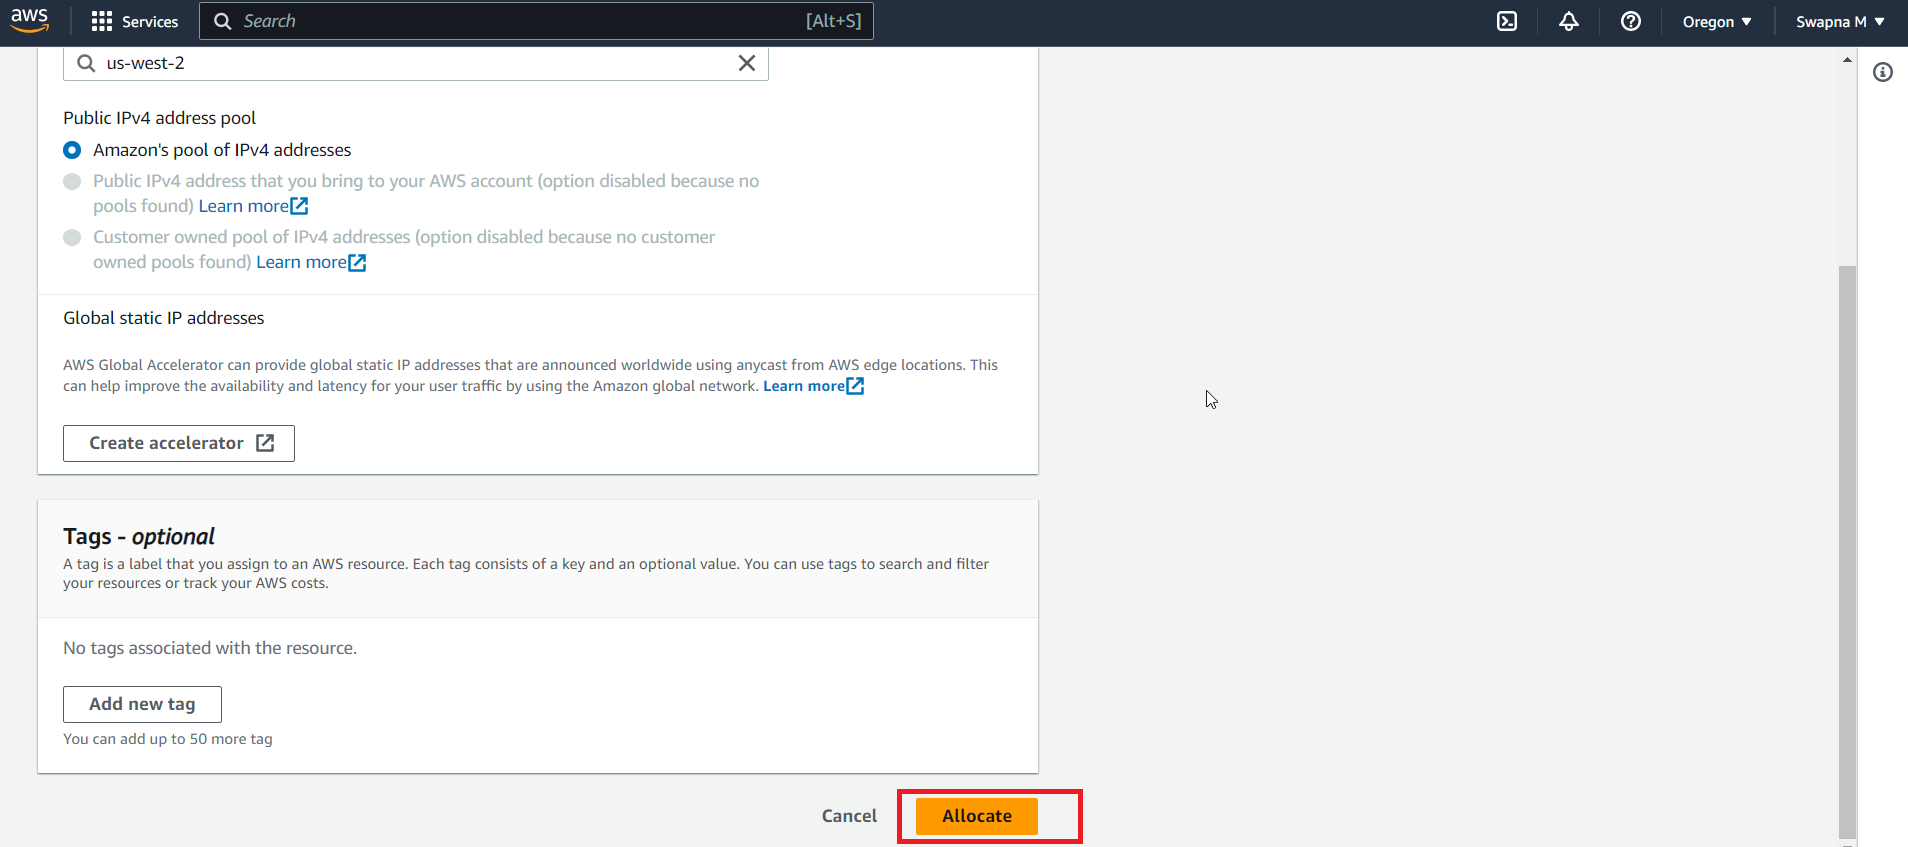 aws
Services
Search
[Alt+S]
Oregon
Swapna M
us-west-2
Public IPv4 address pool
Amazon's pool of IPv4 addresses
Public IPv4 address that you bring to your AWS account (option disabled because no
pools found) Learn more
Customer owned pool of IPv4 addresses (option disabled because no customer
owned pools found) Learn more
Global static IP addresses
AWS Global Accelerator can provide global static IP addresses that are announced worldwide using anycast from AWS edge locations. This
can help improve the availability and latency for your user traffic by using the Amazon global network. Learn more
Create accelerator
Tags - optional
A tag is a label that you assign to an AWS resource. Each tag consists of a key and an optional value. You can use tags to search and filter
your resources or track your AWS costs.
No tags associated with the resource.
Add new tag
You can add up to 50 more tag
Cancel
Allocate